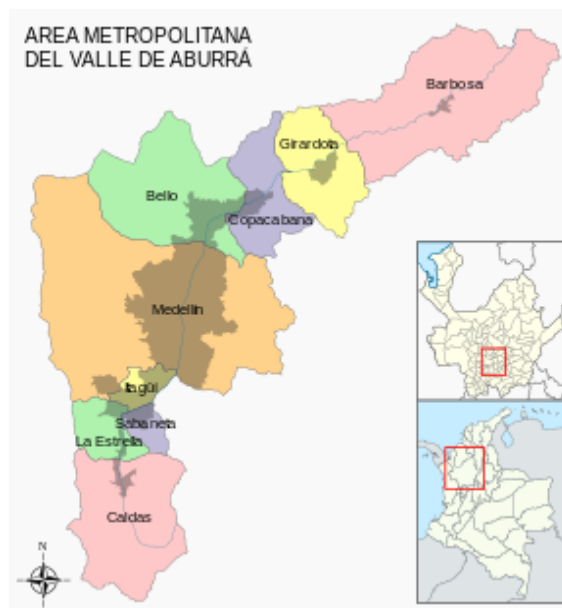 AREA METROPOLITANA
DEL VALLE DE ABURRÁ
Barbosa
Girardota
Bello
Copacabana
Medellín
Itagüí
Sabaneta
La Estrella
Caldas
N